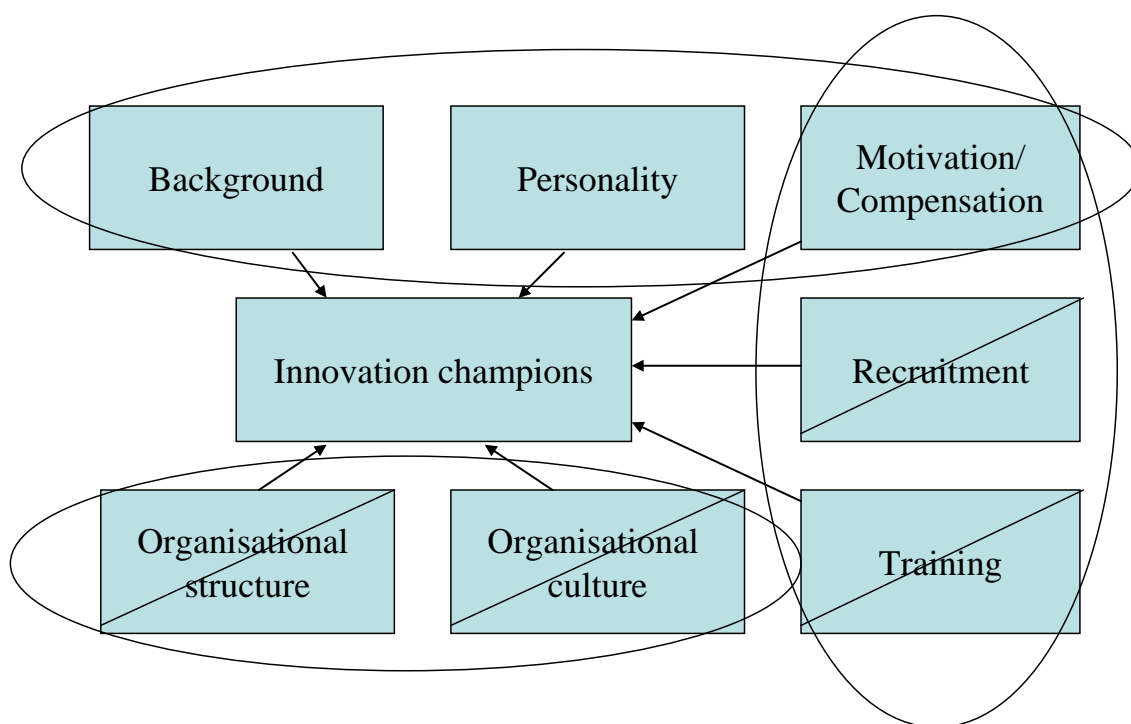 Background
Personality
Motivation/
Compensation
Innovation champions
Recruitment
Organisational
structure
Organisational
culture
Training